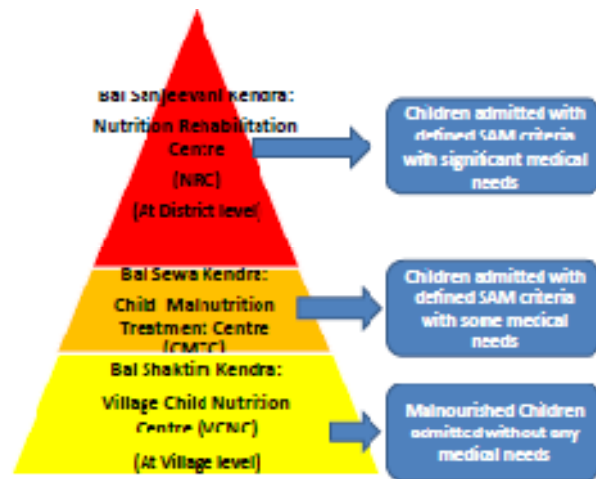 Bal Sanjeevani Kendra:
Nutrition Rehabilitation
Centre
(NRC)
(At District level)
Children admitted with
defined SAM criteria
with significant medical
needs
Bal Sewa Kendra:
Child Malnutrition
Treatment Centre
(CMTC)
Children admitted with
defined SAM criteria
with some medical
needs
Bal Shaktim Kendra:
Village Child Nutrition
Centre (VCNC)
(At Village level)
Malnourished Children
admitted without any
medical needs